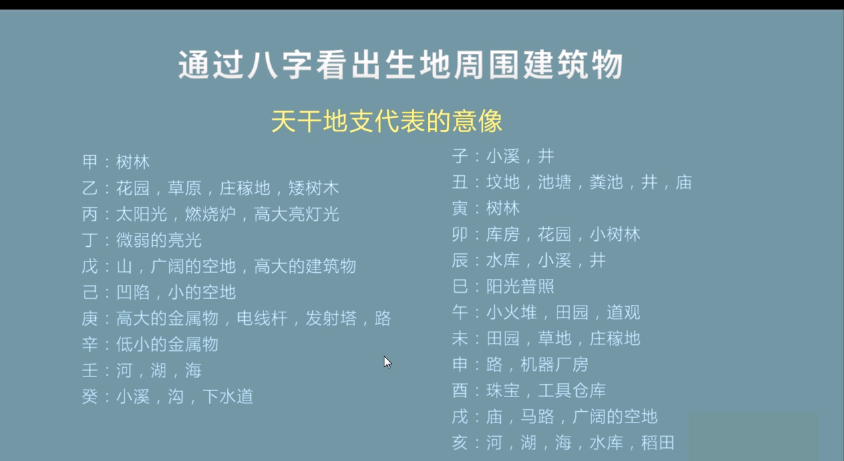 通过八字看出生地周围建筑物
天干地支代表的意像
甲：树林
乙：花园，草原，庄稼地，矮树木
丙：太阳光，燃烧炉，高大亮灯光
丁：微弱的亮光
戊：山，广阔的空地，高大的建筑物
己：凹陷，小的空地
庚：高大的金属物，电线杆，发射塔，路
辛：低小的金属物
壬：河，湖，海
癸：小溪，沟，下水道
子：小溪，井
丑：坟地，池塘，粪池，井，庙
寅：树林
卯：库房，花园，小树林
辰：水库，小溪，井
巳：阳光普照
午：小火堆，田园，道观
未：田园，草地，庄稼地
申：路，机器厂房
酉：珠宝，工具仓库
戌：庙，马路，广阔的空地
亥：河，湖，海，水库，稻田